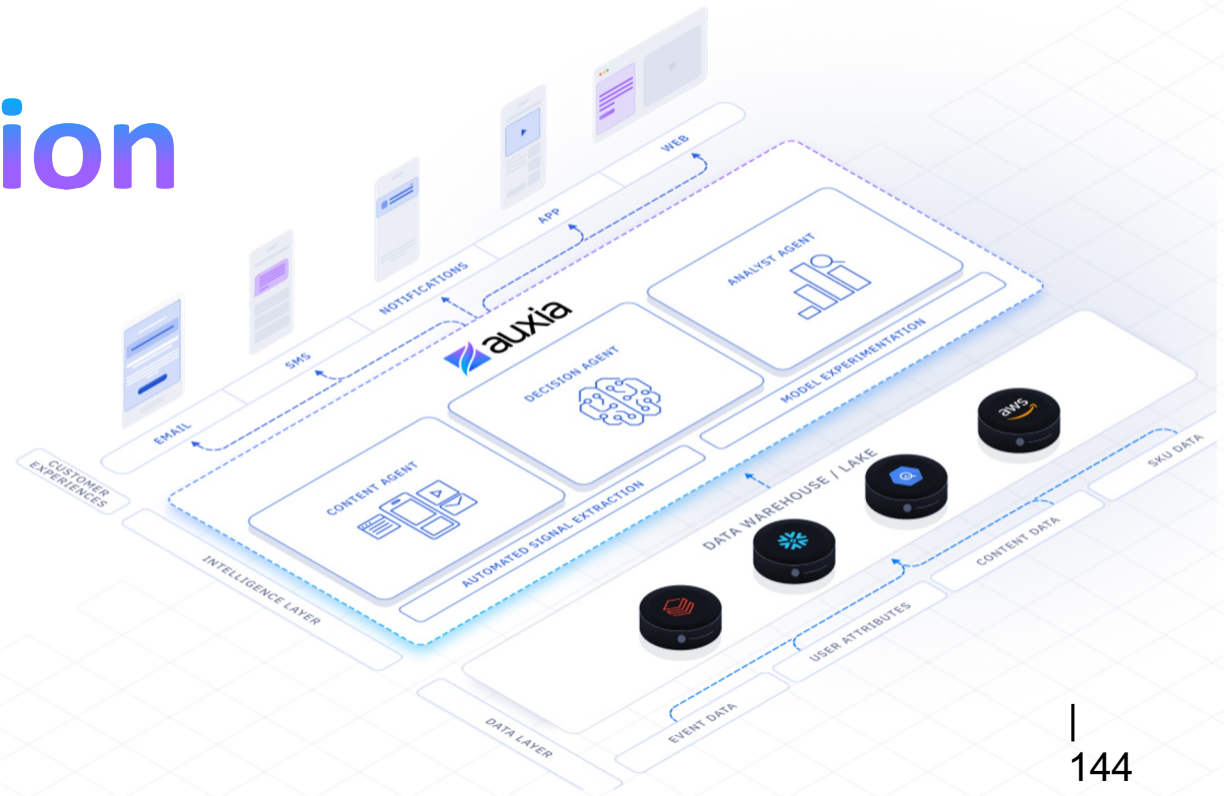 ion
WEB
APP
NOTIFICATIONS
SMS
EMAIL
CUSTOMER
EXPERIENCES
auxia
ANALYST AGENT
DECISION AGENT
CONTENT AGENT
MODEL EXPERIMENTATION
AUTOMATED SIGNAL EXTRACTION
INTELLIGENCE LAYER
DATA WAREHOUSE / LAKE
aws
SKU DATA
CONTENT DATA
USER ATTRIBUTES
EVENT DATA
DATA LAYER
|
144